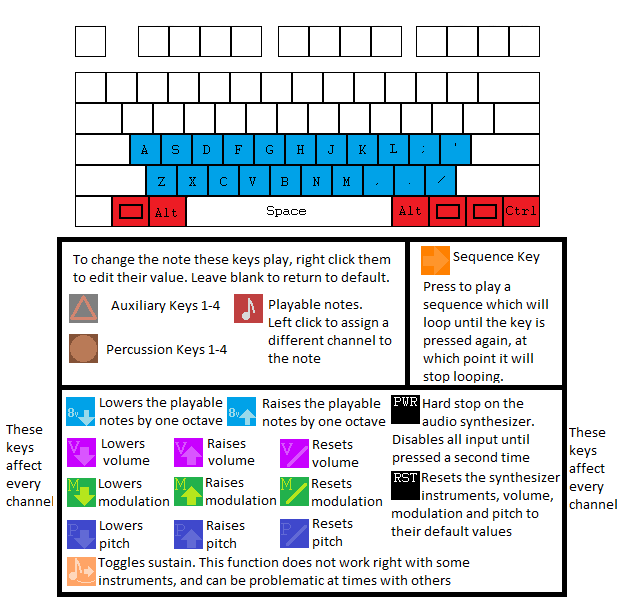 A S D F G H J K L ; '
Z X C V B N M , . /
Alt Space Alt Ctrl
To change the note these keys play, right click them
to edit their value. Leave blank to return to default.
Auxiliary Keys 1-4
Percussion Keys 1-4
Playable notes.
Left click to assign a
different channel to
the note
Sequence Key
Press to play a
sequence which will
loop until the key is
pressed again, at
which point it will
stop looping.
These
keys
affect
every
channel
8v Lowers the playable
notes by one octave
8v Raises the playable
notes by one octave
PWR Hard stop on the
audio synthesizer.
Disables all input until
pressed a second time
V Lowers
volume
V Raises
volume
V Resets
volume
M Lowers
modulation
M Raises
modulation
M Resets
modulation
RST Resets the synthesizer
instruments, volume,
modulation and pitch to
their default values
P Lowers
pitch
P Raises
pitch
P Resets
pitch
Toggles sustain. This function does not work right with some
instruments, and can be problematic at times with others
These
keys
affect
every
channel